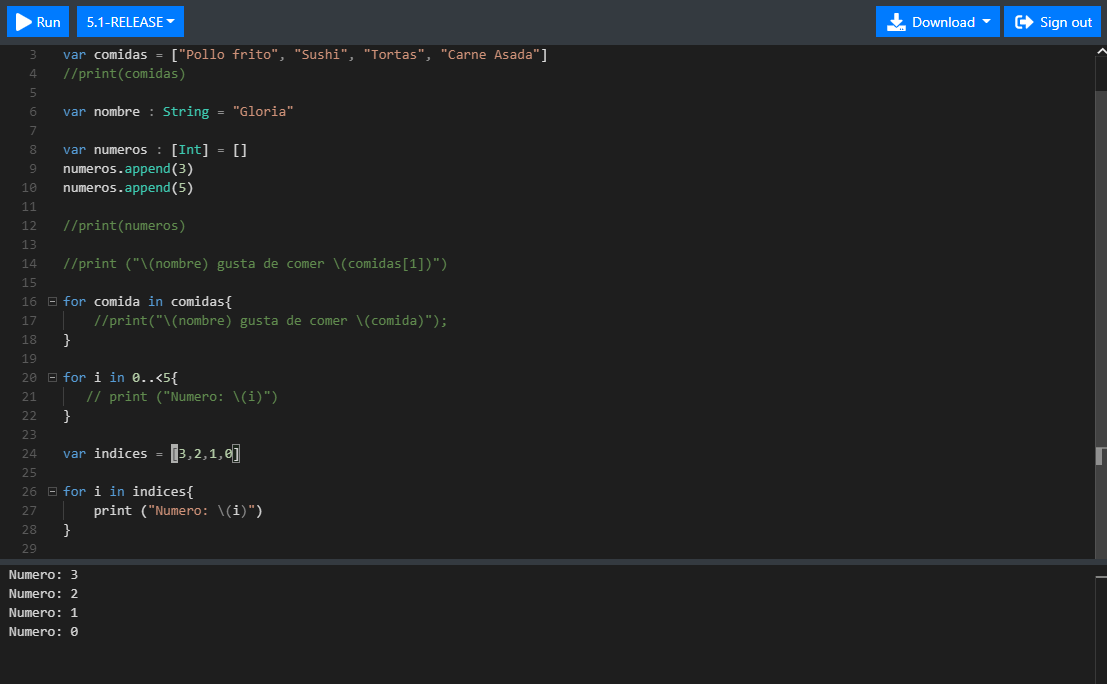 Run 5.1-RELEASE Download Sign out
3 var comidas = ["Pollo frito", "Sushi", "Tortas", "Carne Asada"]
4 //print(comidas)
5
6 var nombre : String = "Gloria"
7
8 var numeros : [Int] = []
9 numeros.append(3)
10 numeros.append(5)
11
12 //print(numeros)
13
14 //print ("\(nombre) gusta de comer \(comidas[1])")
15
16 for comida in comidas{
17 //print("\(nombre) gusta de comer \(comida)");
18 }
19
20 for i in 0..<5{
21 // print ("Numero: \(i)")
22 }
23
24 var indices = [3,2,1,0]
25
26 for i in indices{
27 print ("Numero: \(i)")
28 }
29
Numero: 3
Numero: 2
Numero: 1
Numero: 0